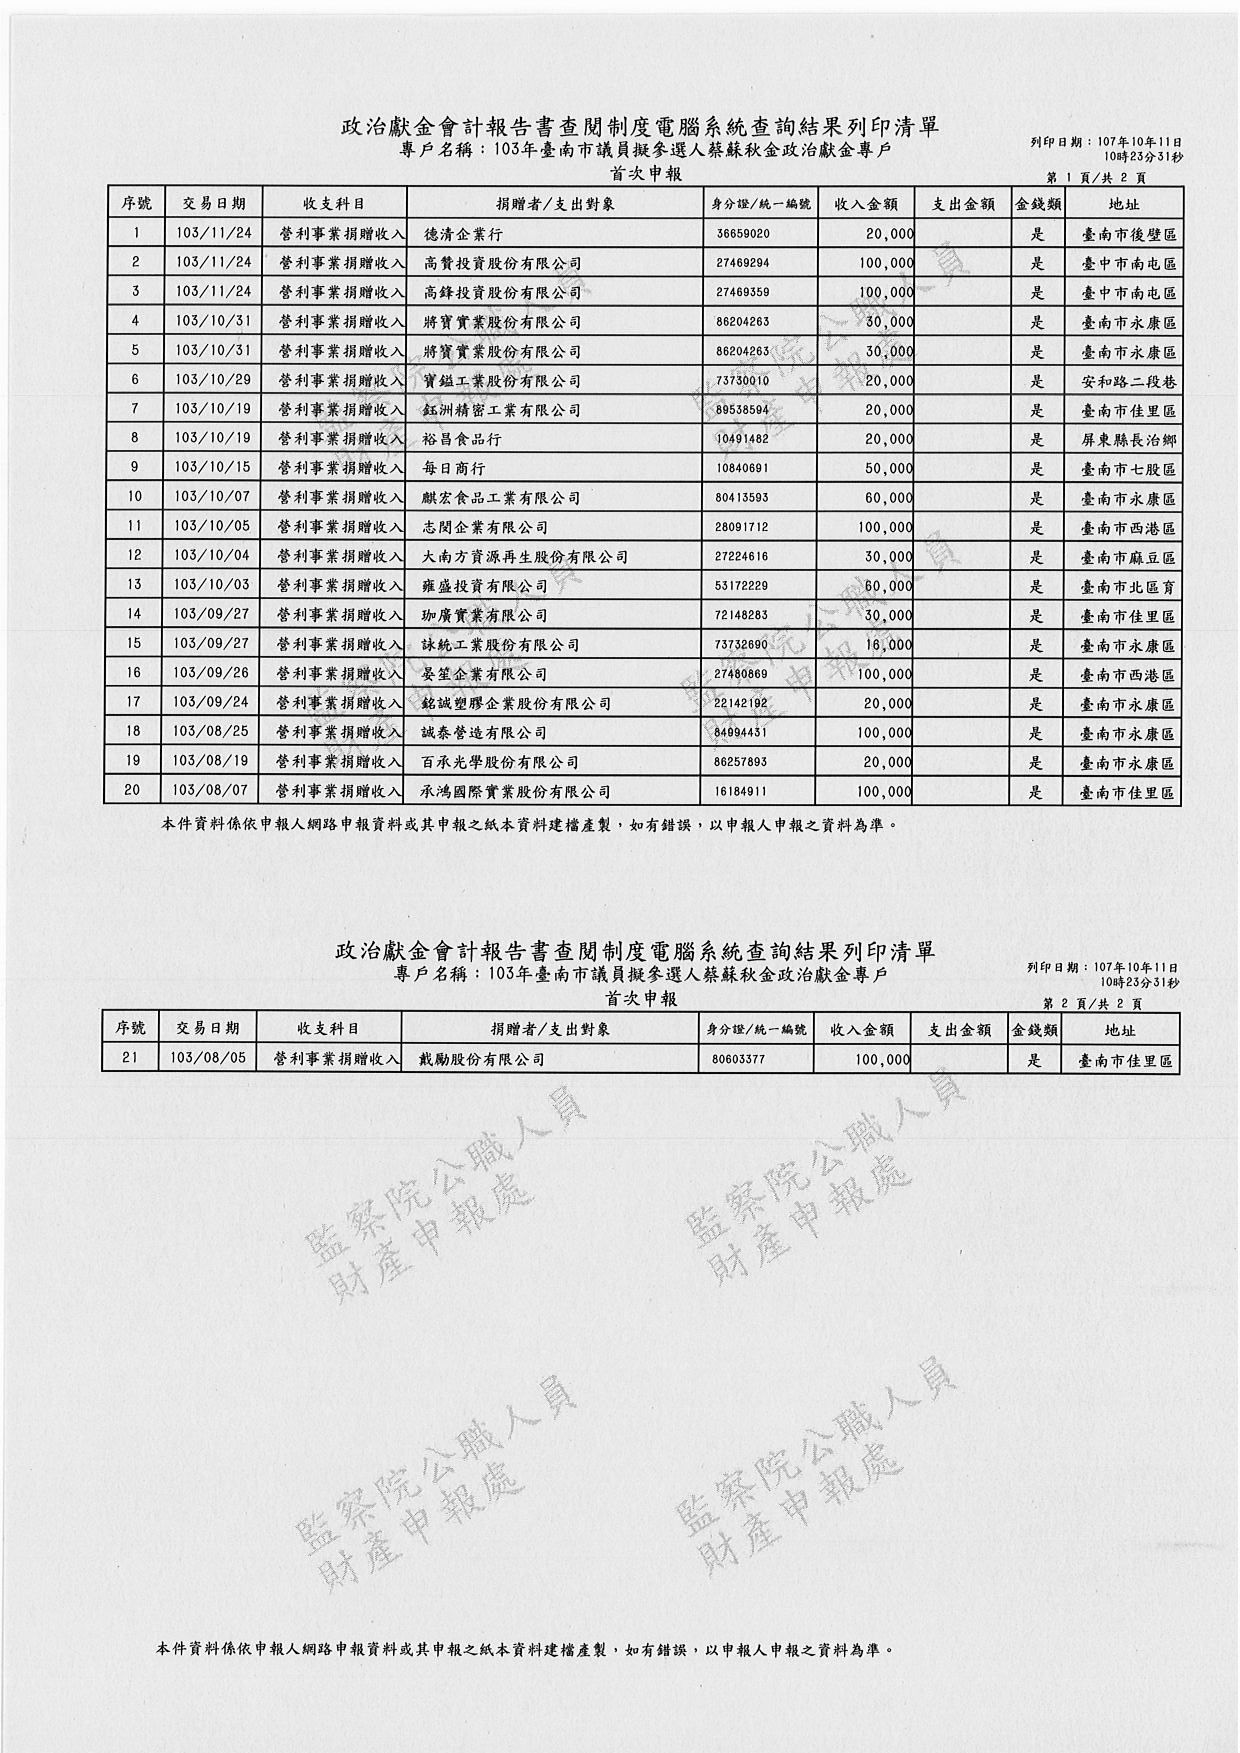 政治獻金會計報告書查閱制度電腦系統查詢結果列印清單
專戶名稱：103年臺南市議員擬參選人蔡蘇秋金政治獻金專戶
列印日期：107年10年11日
10時23分31秒
首次申報
第 1 頁/共 2 頁
序號 交易日期 收支科目 捐贈者/支出對象 身分證/統一編號 收入金額 支出金額 金錢類 地址
1 103/11/24 營利事業捐贈收入 德清企業行 36659020 20,000 是 臺南市後壁區
2 103/11/24 營利事業捐贈收入 高贊投資股份有限公司 27469294 100,000 是 臺中市南屯區
3 103/11/24 營利事業捐贈收入 高鋒投資股份有限公司 27469359 100,000 是 臺中市南屯區
4 103/10/31 營利事業捐贈收入 將寶實業股份有限公司 86204263 30,000 是 臺南市永康區
5 103/10/31 營利事業捐贈收入 將寶實業股份有限公司 86204263 30,000 是 臺南市永康區
6 103/10/29 營利事業捐贈收入 寶鎰工業股份有限公司 73730010 20,000 是 安和路二段巷
7 103/10/19 營利事業捐贈收入 鈺洲精密工業有限公司 89538594 20,000 是 臺南市佳里區
8 103/10/19 營利事業捐贈收入 裕昌食品行 10491482 20,000 是 屏東縣長治鄉
9 103/10/15 營利事業捐贈收入 每日商行 10840691 50,000 是 臺南市七股區
10 103/10/07 營利事業捐贈收入 麒宏食品工業有限公司 80413593 60,000 是 臺南市永康區
11 103/10/05 營利事業捐贈收入 志閔企業有限公司 28091712 100,000 是 臺南市西港區
12 103/10/04 營利事業捐贈收入 大南方資源再生股份有限公司 27224616 30,000 是 臺南市麻豆區
13 103/10/03 營利事業捐贈收入 雍盛投資有限公司 53172229 60,000 是 臺南市北區育
14 103/09/27 營利事業捐贈收入 珈廣實業有限公司 72148283 30,000 是 臺南市佳里區
15 103/09/27 營利事業捐贈收入 詠統工業股份有限公司 73732690 16,000 是 臺南市永康區
16 103/09/26 營利事業捐贈收入 晏笙企業有限公司 27480869 100,000 是 臺南市西港區
17 103/09/24 營利事業捐贈收入 銘誠塑膠企業股份有限公司 22142192 20,000 是 臺南市永康區
18 103/08/25 營利事業捐贈收入 誠泰營造有限公司 84994431 100,000 是 臺南市永康區
19 103/08/19 營利事業捐贈收入 百承光學股份有限公司 86257893 20,000 是 臺南市永康區
20 103/08/07 營利事業捐贈收入 承鴻國際實業股份有限公司 16184911 100,000 是 臺南市佳里區
監察院公職人員
財產申報處
監察院公職人員
財產申報處
監察院公職人員
財產申報處
監察院公職人員
財產申報處
本件資料係依申報人網路申報資料或其申報之紙本資料建檔產製，如有錯誤，以申報人申報之資料為準。
政治獻金會計報告書查閱制度電腦系統查詢結果列印清單
專戶名稱：103年臺南市議員擬參選人蔡蘇秋金政治獻金專戶
列印日期：107年10年11日
10時23分31秒
首次申報
第 2 頁/共 2 頁
序號 交易日期 收支科目 捐贈者/支出對象 身分證/統一編號 收入金額 支出金額 金錢類 地址
21 103/08/05 營利事業捐贈收入 戴勵股份有限公司 80603377 100,000 是 臺南市佳里區
監察院公職人員
財產申報處
監察院公職人員
財產申報處
監察院公職人員
財產申報處
監察院公職人員
財產申報處
本件資料係依申報人網路申報資料或其申報之紙本資料建檔產製，如有錯誤，以申報人申報之資料為準。